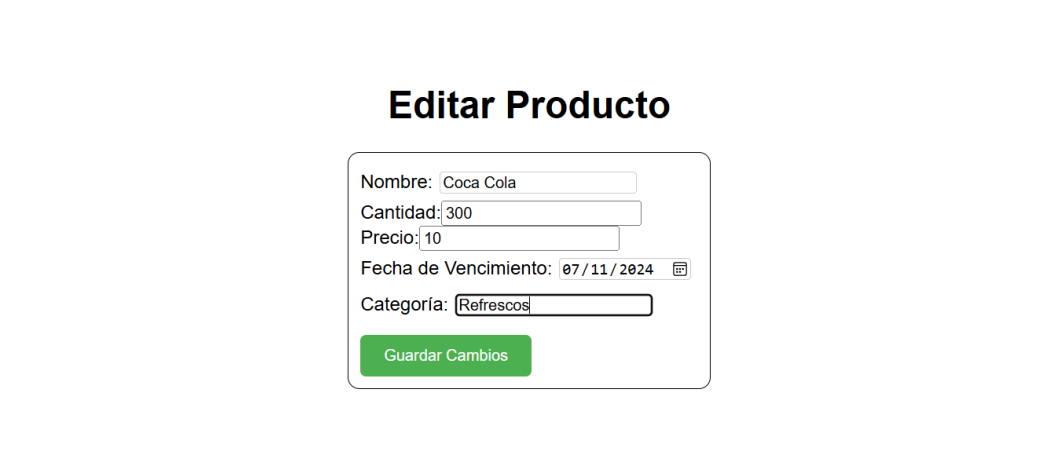 Editar Producto
Nombre: Coca Cola
Cantidad: 300
Precio: 10
Fecha de Vencimiento: 07/11/2024
Categoría: Refrescos
Guardar Cambios